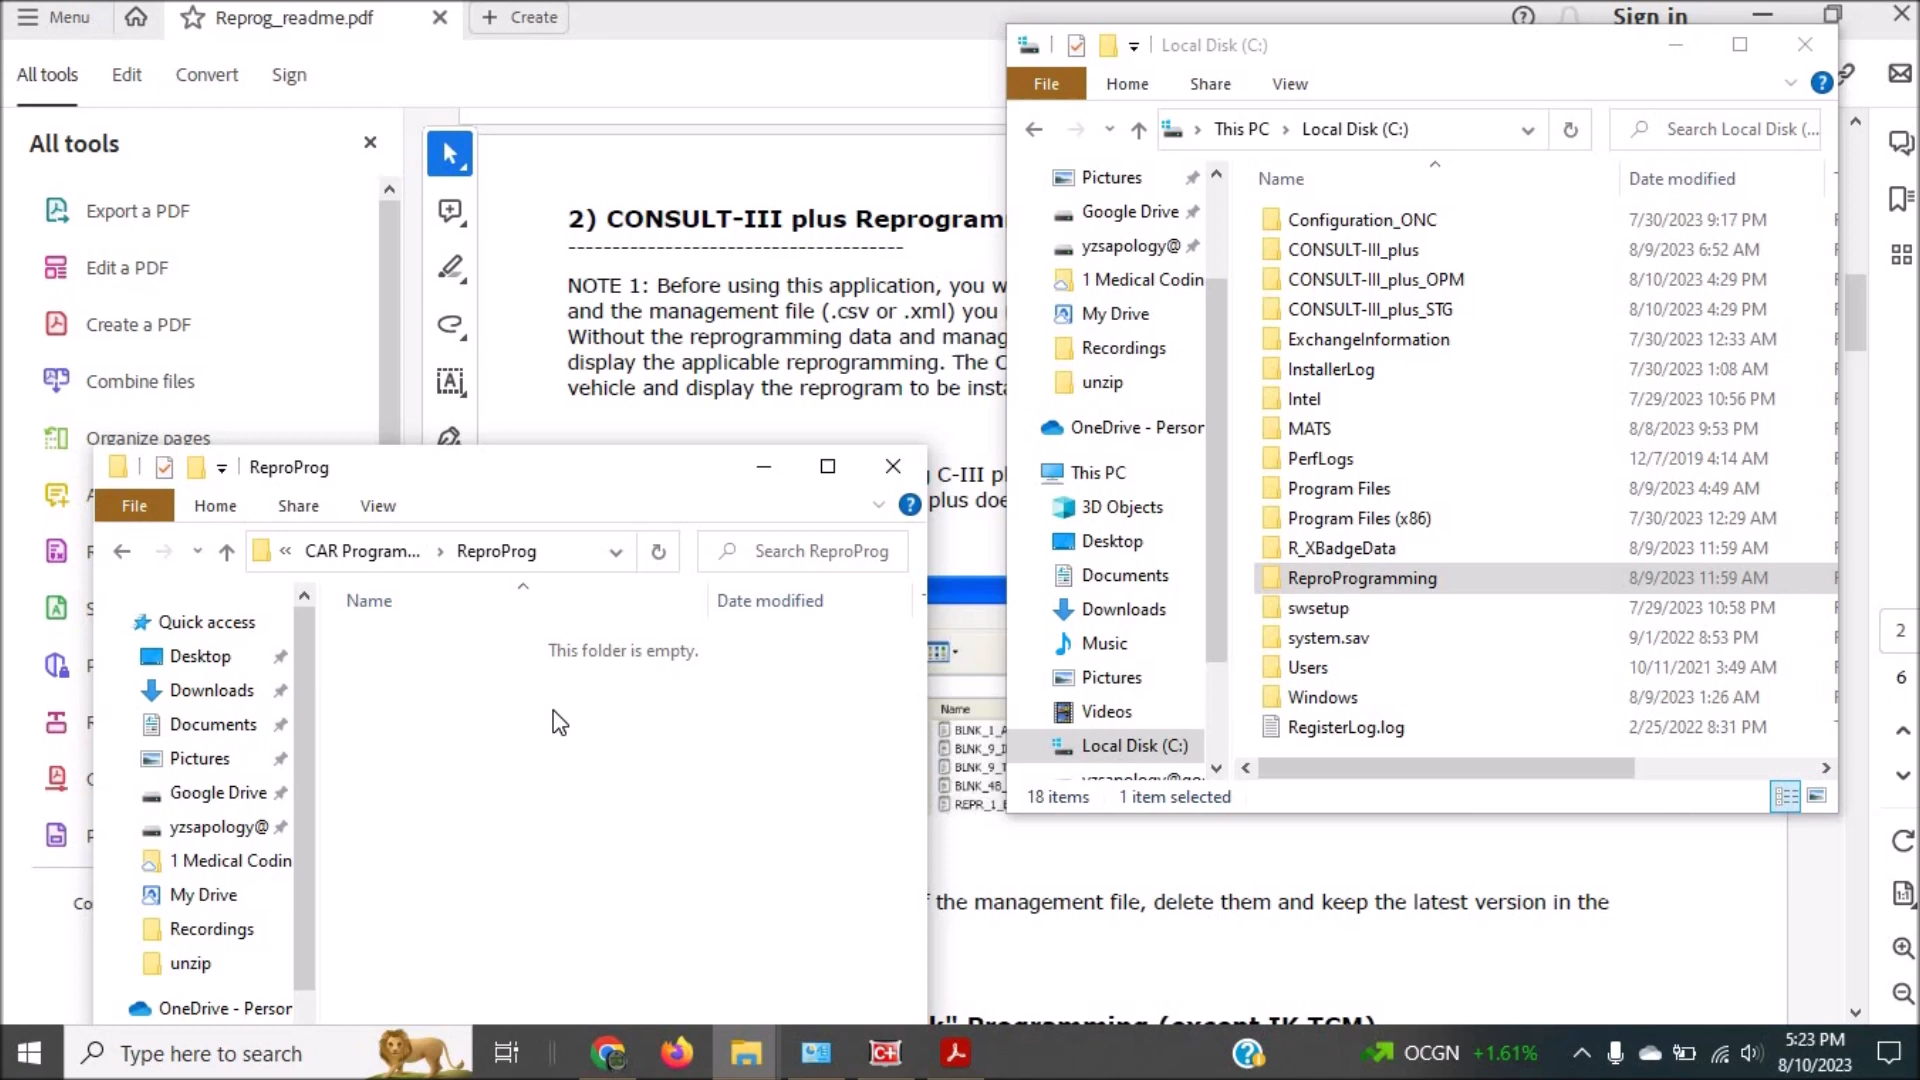 Menu
Reprog_readme.pdf
Create
Sign in
All tools
Edit
Convert
Sign
All tools
Export a PDF
Edit a PDF
Create a PDF
Combine files
Organize pages
2) CONSULT-III plus Reprogram
NOTE 1: Before using this application, you w
and the management file (.csv or .xml) you
Without the reprogramming data and manag
display the applicable reprogramming. The C
vehicle and display the reprogram to be insta
g C-III pl
plus doe
Name
BLNK_1_A
BLNK_9_I
BLNK_9_T
BLNK_4B_
REPR_1_E
f the management file, delete them and keep the latest version in the
k" Programming (except IK TCM)
2
6
Local Disk (C:)
File
Home
Share
View
This PC
Local Disk (C:)
Search Local Disk (...
Name
Date modified
Pictures
Google Drive
yzsapology@
1 Medical Codin
My Drive
Recordings
unzip
OneDrive - Person
This PC
3D Objects
Desktop
Documents
Downloads
Music
Pictures
Videos
Local Disk (C:)
Configuration_ONC 7/30/2023 9:17 PM
CONSULT-III_plus 8/9/2023 6:52 AM
CONSULT-III_plus_OPM 8/10/2023 4:29 PM
CONSULT-III_plus_STG 8/10/2023 4:29 PM
ExchangeInformation 7/30/2023 12:33 AM
InstallerLog 7/30/2023 1:08 AM
Intel 7/29/2023 10:56 PM
MATS 8/8/2023 9:53 PM
PerfLogs 12/7/2019 4:14 AM
Program Files 8/9/2023 4:49 AM
Program Files (x86) 7/30/2023 12:29 AM
R_XBadgeData 8/9/2023 11:59 AM
ReproProgramming 8/9/2023 11:59 AM
swsetup 7/29/2023 10:58 PM
system.sav 9/1/2022 8:53 PM
Users 10/11/2021 3:49 AM
Windows 8/9/2023 1:26 AM
RegisterLog.log 2/25/2022 8:31 PM
18 items
1 item selected
ReproProg
File
Home
Share
View
« CAR Program...
ReproProg
Search ReproProg
Name
Date modified
This folder is empty.
Quick access
Desktop
Downloads
Documents
Pictures
Google Drive
yzsapology@
1 Medical Codin
My Drive
Recordings
unzip
OneDrive - Person
Type here to search
OCGN +1.61%
5:23 PM
8/10/2023